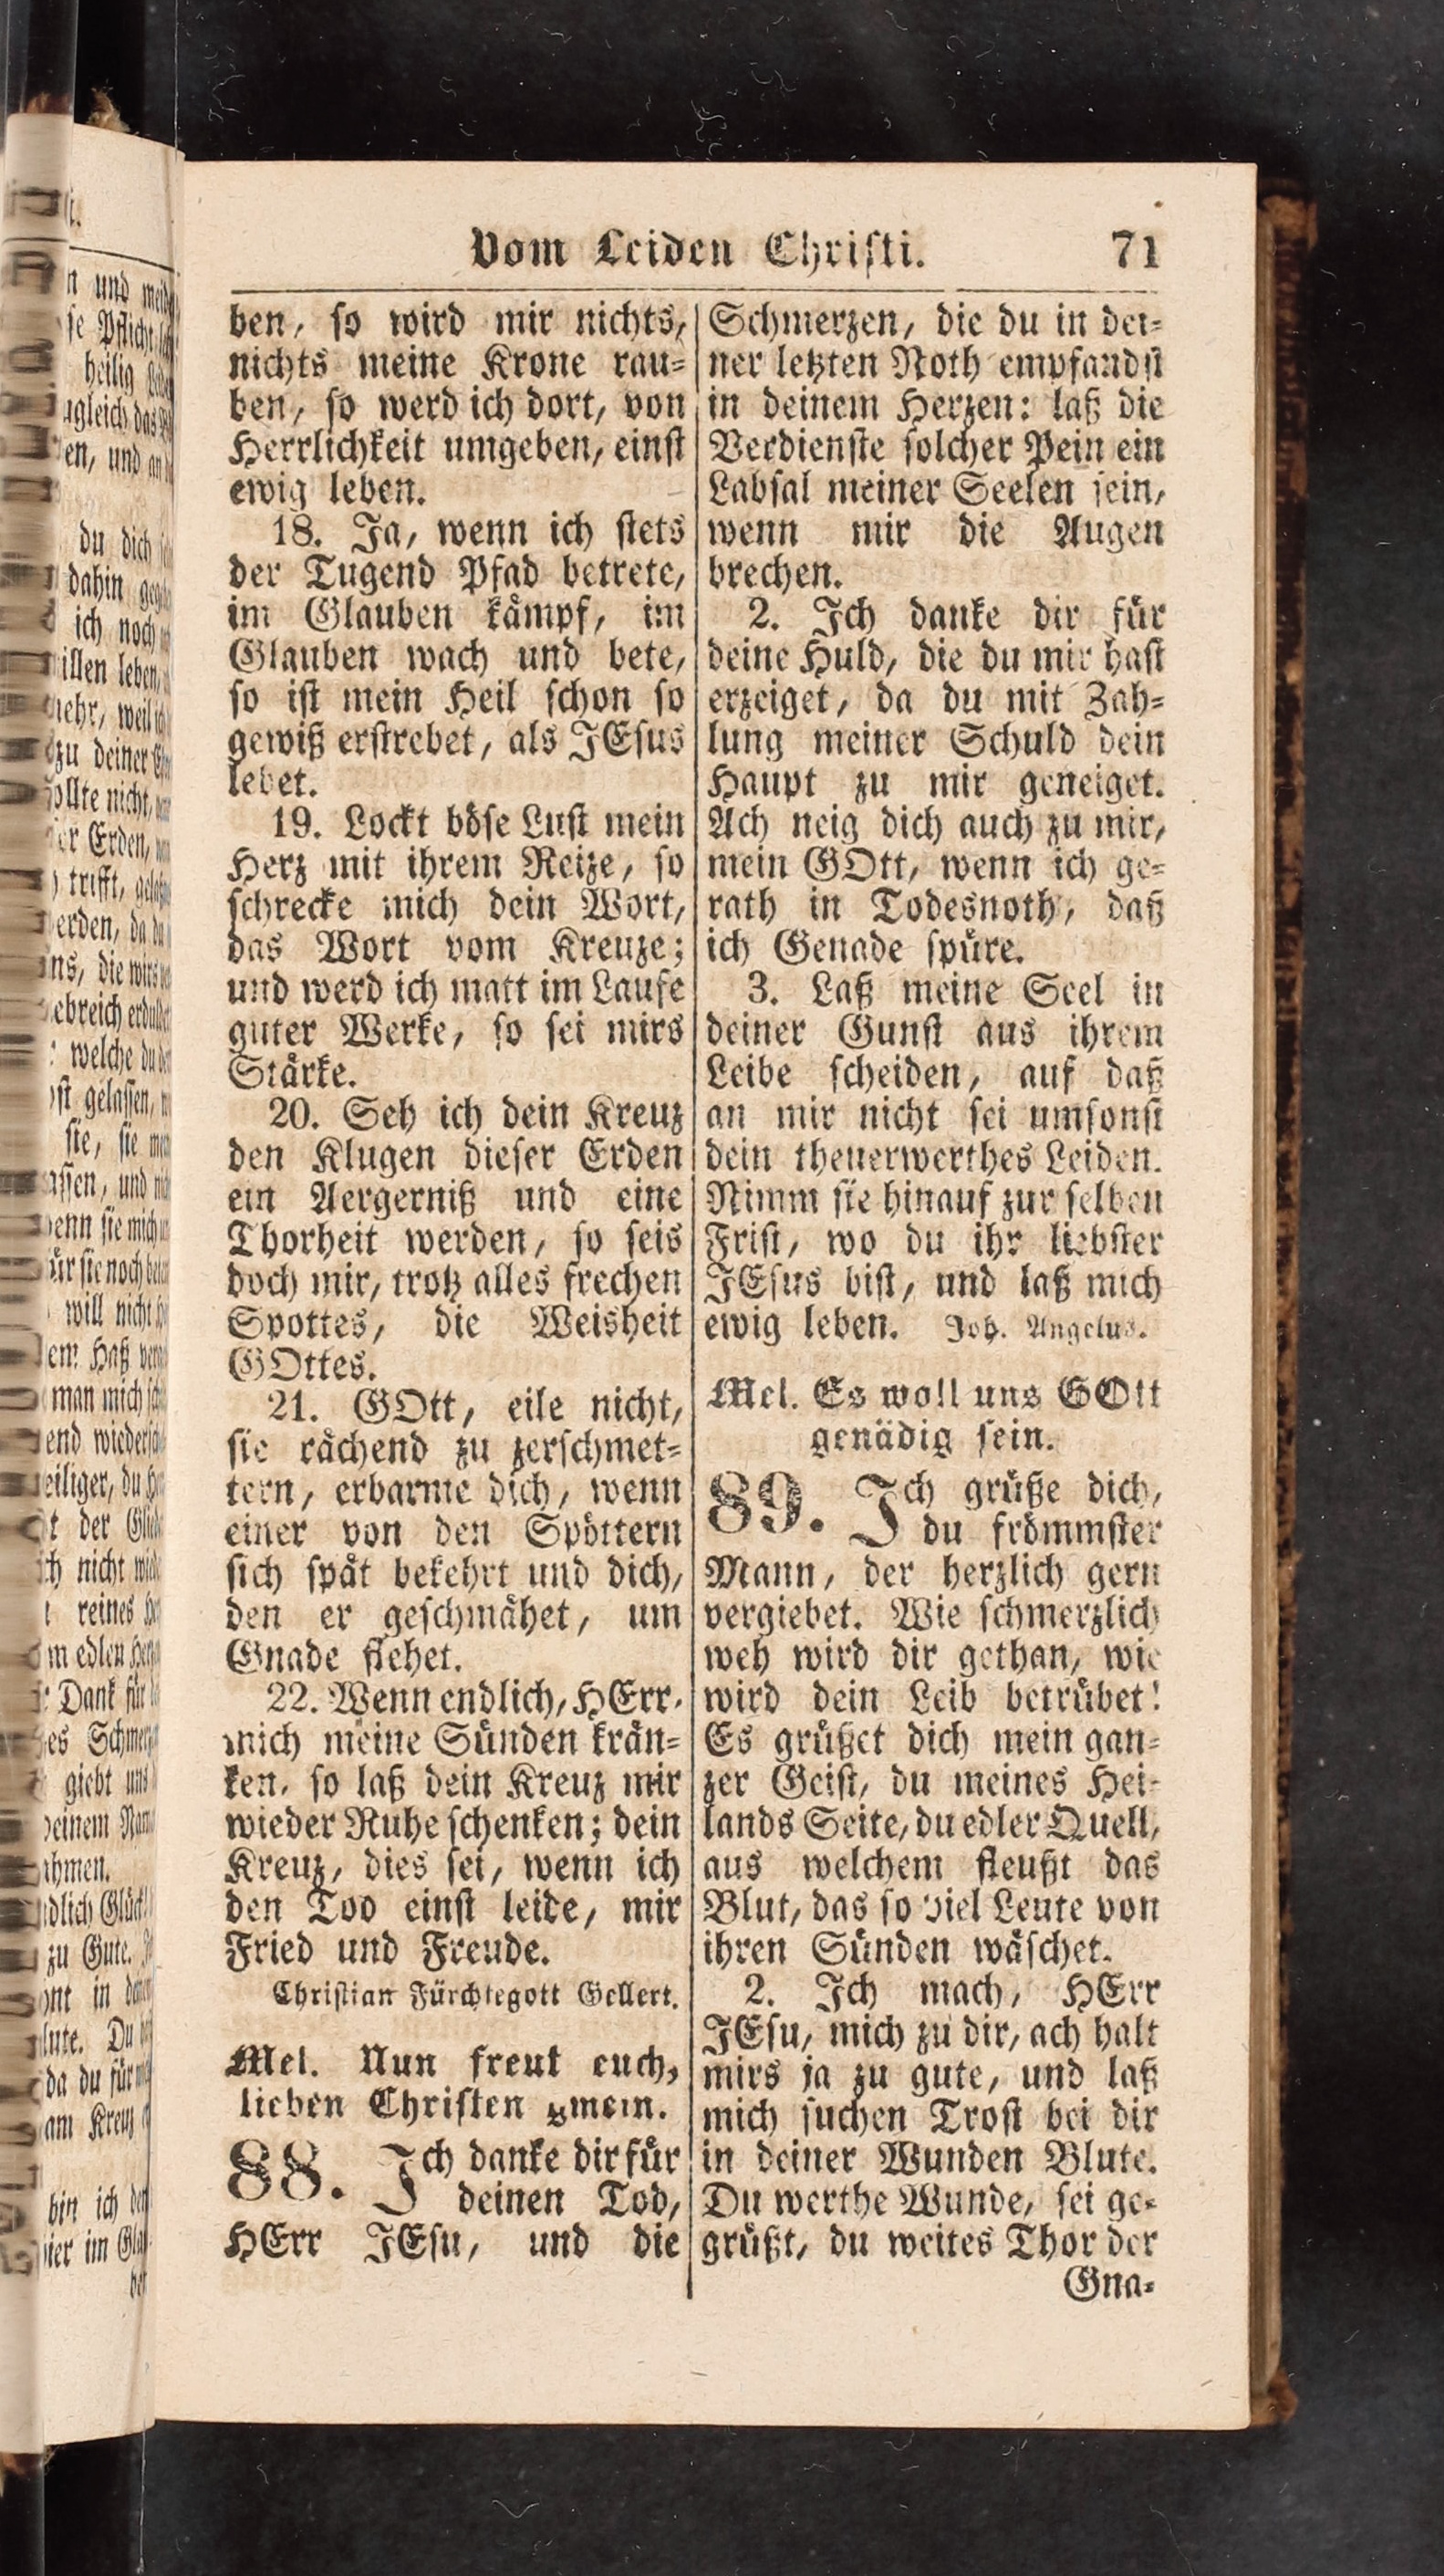 Vom Leiden Christi. 71
ben, so wird mir nichts,
nichts meine Krone rau-
ben, so werd ich dort, von
Herrlichkeit umgeben, einst
ewig leben.
18. Ja, wenn ich stets
der Tugend Pfad betrete,
im Glauben kämpf, im
Glauben wach und bete,
so ist mein Heil schon so
gewiß erstrebet, als JEsus
lebet.
19. Lockt böse Lust mein
Herz mit ihrem Reize, so
schrecke mich dein Wort,
das Wort vom Kreuze;
und werd ich matt im Laufe
guter Werke, so sei mirs
Stärke.
20. Seh ich dein Kreuz
den Klugen dieser Erden
ein Aergerniß und eine
Thorheit werden, so seis
doch mir, trotz alles frechen
Spottes, die Weisheit
GOttes.
21. GOtt, eile nicht,
sie rächend zu zerschmet-
tern, erbarme dich, wenn
einer von den Spöttern
sich spät bekehrt und dich,
den er geschmähet, um
Gnade flehet.
22. Wenn endlich, HErr,
mich meine Sünden krän-
ken, so laß dein Kreuz mir
wieder Ruhe schenken; dein
Kreuz, dies sei, wenn ich
den Tod einst leide, mir
Fried und Freude.
Christian Fürchtegott Gellert.
Mel. Nun freut euch,
lieben Christen gmein.
88. Ich danke dir für
deinen Tod,
HErr JEsu, und die
Schmerzen, die du in dei-
ner letzten Noth empfandst
in deinem Herzen: laß die
Verdienste solcher Pein ein
Labsal meiner Seelen sein,
wenn mir die Augen
brechen.
2. Ich danke dir für
deine Huld, die du mir hast
erzeiget, da du mit Zah-
lung meiner Schuld dein
Haupt zu mir geneiget.
Ach neig dich auch zu mir,
mein GOtt, wenn ich ge-
rath in Todesnoth, daß
ich Genade spüre.
3. Laß meine Seel in
deiner Gunst aus ihrem
Leibe scheiden, auf daß
an mir nicht sei umsonst
dein theuerwerthes Leiden.
Nimm sie hinauf zur selben
Frist, wo du ihr liebster
JEsus bist, und laß mich
ewig leben. Joh. Angelus.
Mel. Es woll uns GOtt
genädig sein.
89. Ich grüße dich,
du frömmster
Mann, der herzlich gern
vergiebet. Wie schmerzlich
weh wird dir gethan, wie
wird dein Leib betrübet!
Es grüßet dich mein gan-
zer Geist, du meines Hei-
lands Seite, du edler Quell,
aus welchem fleußt das
Blut, das so viel Leute von
ihren Sünden wäschet.
2. Ich mach, HErr
JEsu, mich zu dir, ach halt
mirs ja zu gute, und laß
mich suchen Trost bei dir
in deiner Wunden Blute.
Du werthe Wunde, sei ge-
grüßt, du weites Thor der
Gna-